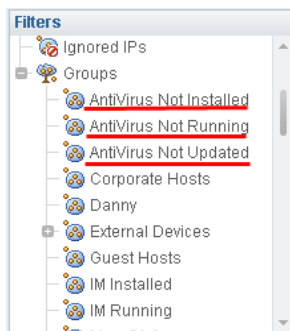 Filters
Ignored IPs
Groups
AntiVirus Not Installed
AntiVirus Not Running
AntiVirus Not Updated
Corporate Hosts
Danny
External Devices
Guest Hosts
IM Installed
IM Running